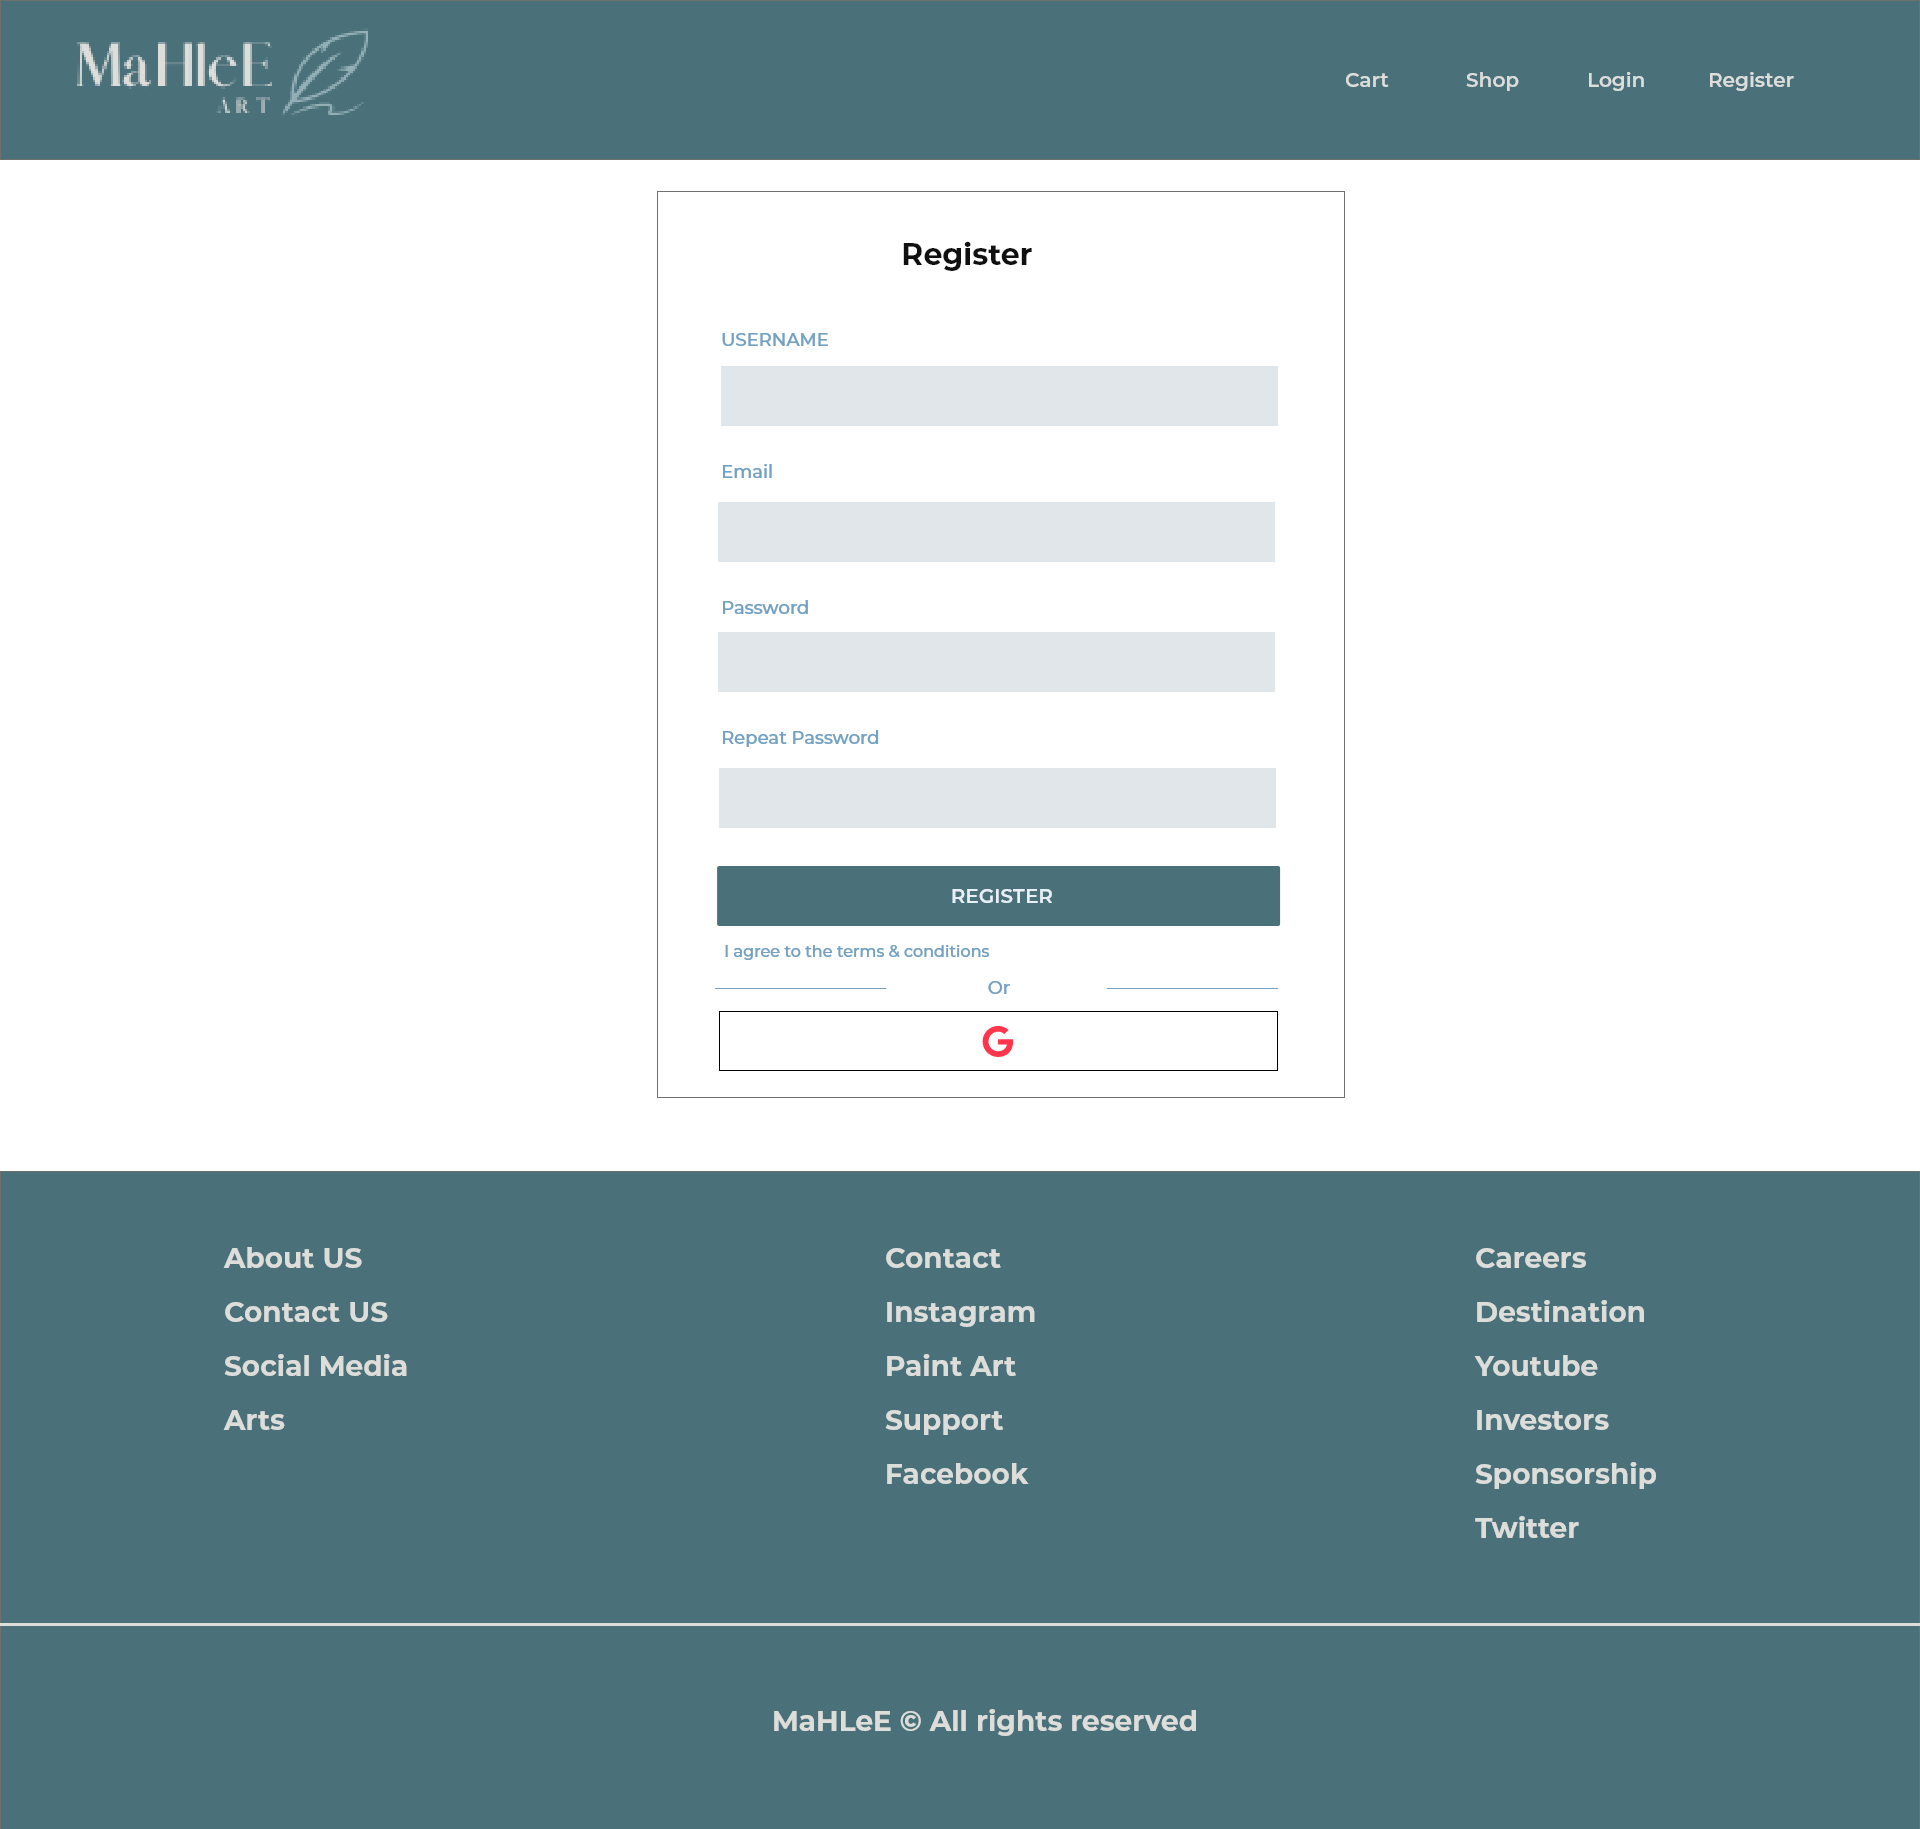 MaHleE
ART
Cart Shop Login Register
Register
USERNAME
Email
Password
Repeat Password
REGISTER
I agree to the terms & conditions
Or
G
About US
Contact US
Social Media
Arts
Contact
Instagram
Paint Art
Support
Facebook
Careers
Destination
Youtube
Investors
Sponsorship
Twitter
MaHLeE © All rights reserved